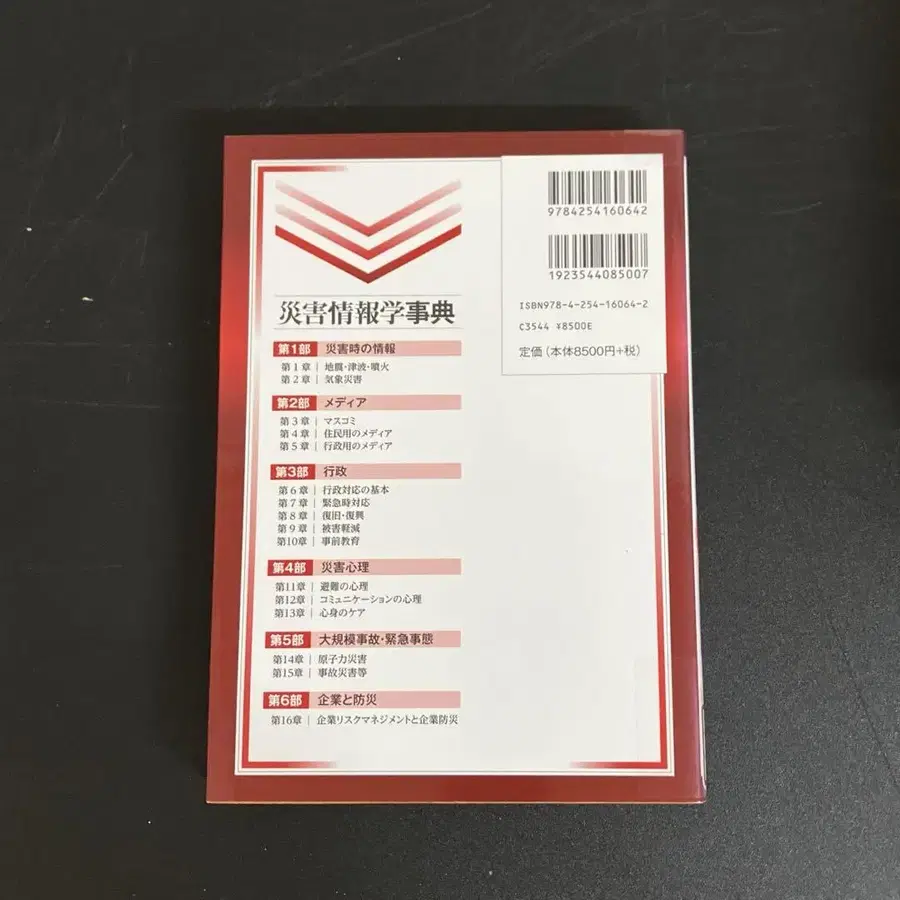 9784254160642
1923544085007
ISBN978-4-254-16064-2
C3544 ¥8500E
定価(本体8500円+税)
災害情報学事典
第1部 災害時の情報
第1章 | 地震・津波・噴火
第2章 | 気象災害
第2部 メディア
第3章 | マスコミ
第4章 | 住民用のメディア
第5章 | 行政用のメディア
第3部 行政
第6章 | 行政対応の基本
第7章 | 緊急時対応
第8章 | 復旧・復興
第9章 | 被害軽減
第10章 | 事前教育
第4部 災害心理
第11章 | 避難の心理
第12章 | コミュニケーションの心理
第13章 | 心身のケア
第5部 大規模事故・緊急事態
第14章 | 原子力災害
第15章 | 事故災害等
第6部 企業と防災
第16章 | 企業リスクマネジメントと企業防災